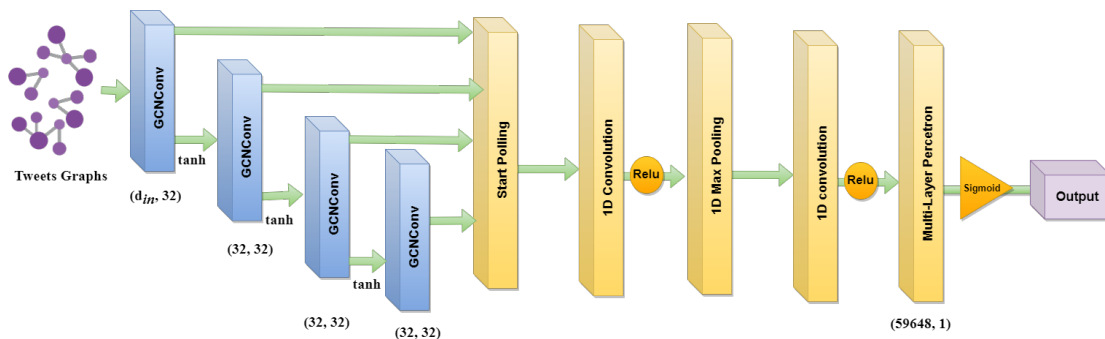 Tweets Graphs
GCNConv
(d_in, 32)
tanh
GCNConv
(32, 32)
tanh
GCNConv
(32, 32)
tanh
GCNConv
(32, 32)
Start Polling
1D Convolution
Relu
1D Max Pooling
1D convolution
Relu
Multi-Layer Percetron
(59648, 1)
Sigmoid
Output